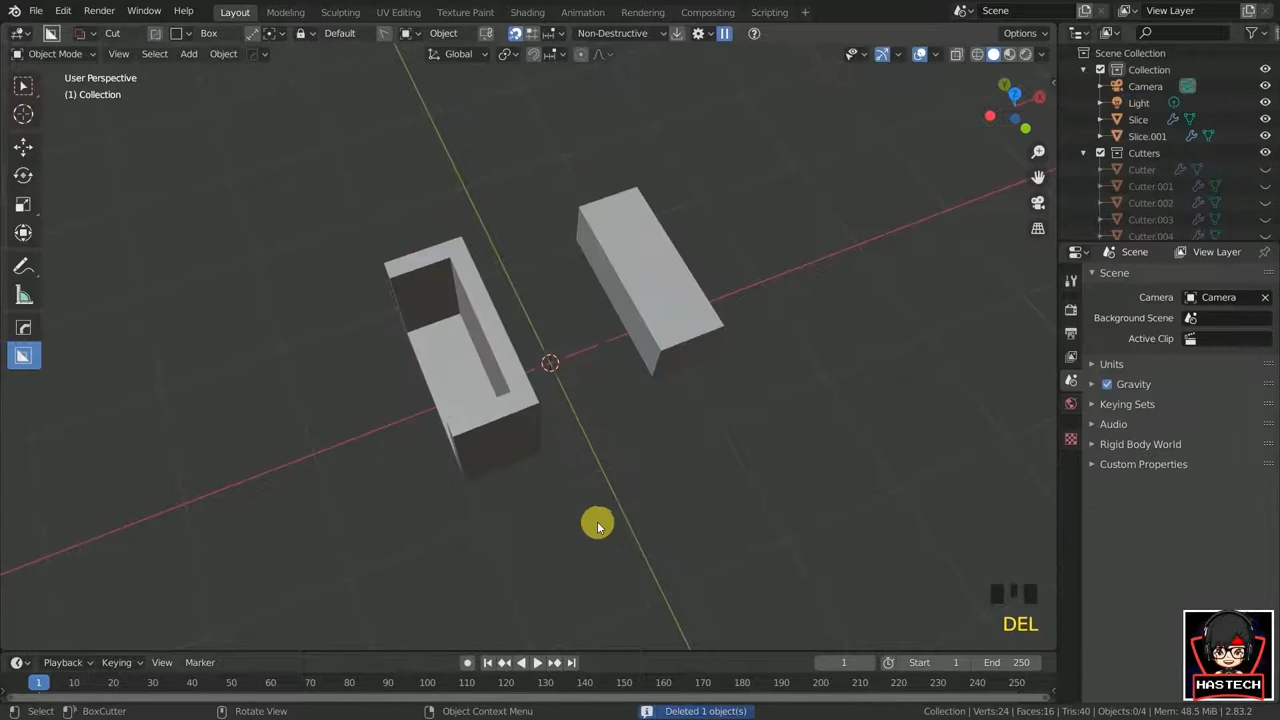 File Edit Render Window Help Layout Modeling Sculpting UV Editing Texture Paint Shading Animation Rendering Compositing Scripting + Scene View Layer
Cut Box Default Object Non-Destructive Options
Object Mode View Select Add Object Global
User Perspective
(1) Collection
Scene Collection
Collection
Camera
Light
Slice
Slice.001
Cutters
Cutter
Cutter.001
Cutter.002
Cutter.003
Cutter.004
Scene View Layer
Scene
Camera Camera
Background Scene
Active Clip
Units
Gravity
Keying Sets
Audio
Rigid Body World
Custom Properties
DEL
HASTECH
Playback Keying View Marker 1 Start 1 End 250
1 10 20 30 40 50 60 70 80 90 100 110 120 130 140 150 160 170 180 190 200 210 220 230 240 250
Select BoxCutter Rotate View Object Context Menu Deleted 1 object(s) Collection | Verts:24 | Faces:16 | Tris:40 | Objects:0/4 | Mem: 48.5 MiB | 2.83.2